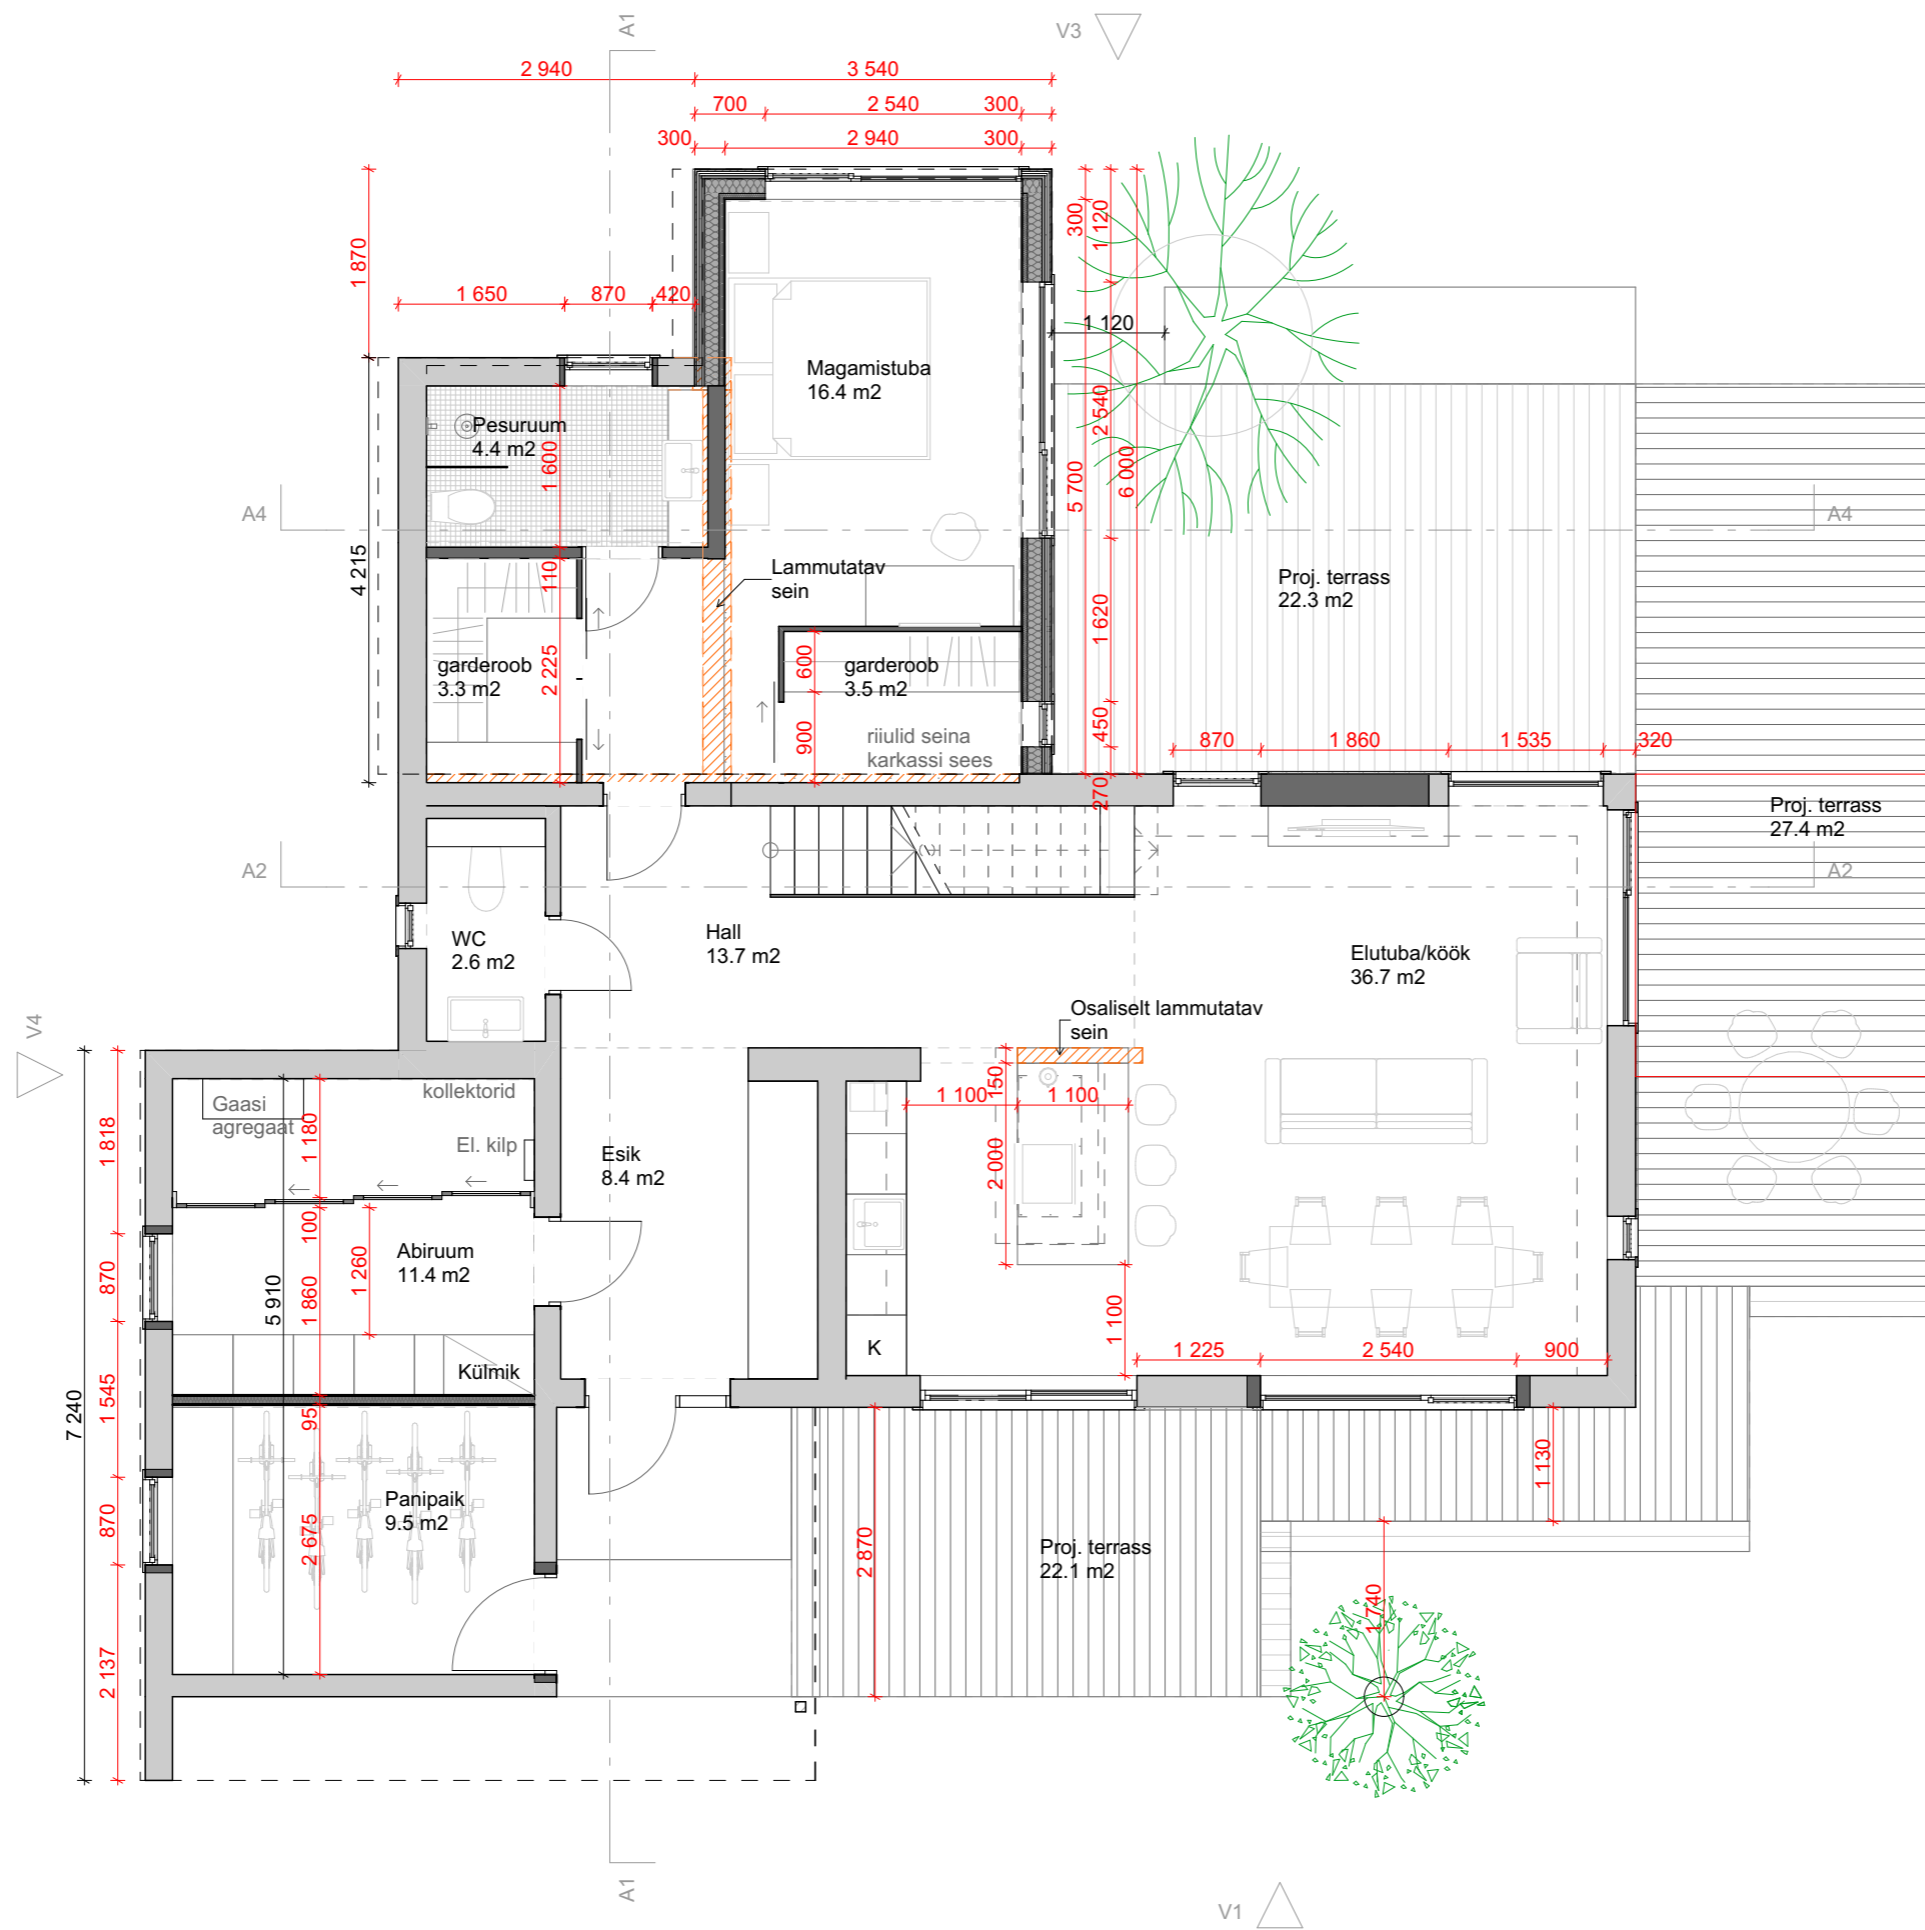 A1
V3
2 940
3 540
700
2 540
300
300
2 940
300
1 870
300
1 120
1 650
870
420
1 120
Magamistuba
16.4 m2
Pesuruum
4.4 m2
1 600
2 540
6 000
5 700
A4
A4
4 215
110
Lammutatav
sein
Proj. terrass
22.3 m2
1 620
garderoob
3.3 m2
2 225
600
garderoob
3.5 m2
900
riiulid seina
karkassi sees
450
870
1 860
1 535
320
270
Proj. terrass
27.4 m2
A2
A2
WC
2.6 m2
Hall
13.7 m2
Elutuba/köök
36.7 m2
Osaliselt lammutatav
sein
V4
kollektorid
Gaasi
agregaat
1 180
1 818
El. kilp
150
1 100
1 100
2 000
Esik
8.4 m2
100
Abiruum
11.4 m2
870
1 260
1 860
5 910
1 100
K
1 225
2 540
900
Külmik
1 545
7 240
95
1 130
Panipaik
9.5 m2
870
2 675
2 870
Proj. terrass
22.1 m2
1 740
2 137
A1
V1